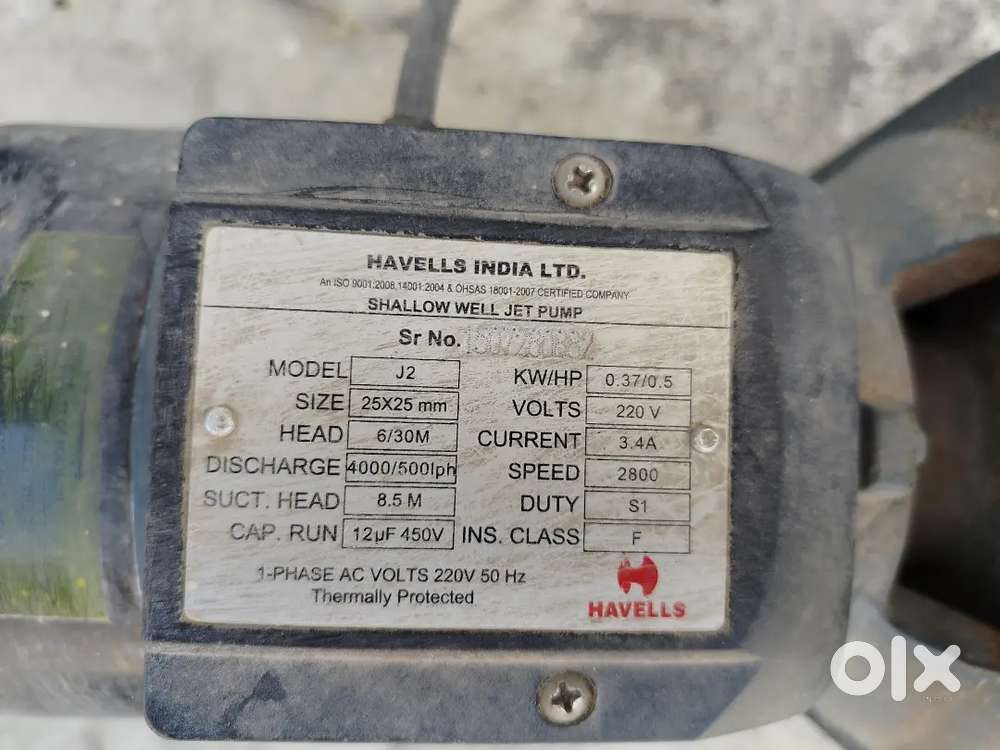 HAVELLS INDIA LTD.
An ISO 9001:2008,14001:2004 & OHSAS 18001-2007 CERTIFIED COMPANY
SHALLOW WELL JET PUMP
Sr No.
MODEL J2 KW/HP 0.37/0.5
SIZE 25X25 mm VOLTS 220 V
HEAD 6/30M CURRENT 3.4A
DISCHARGE 4000/500lph SPEED 2800
SUCT. HEAD 8.5 M DUTY S1
CAP. RUN 12µF 450V INS. CLASS F
1-PHASE AC VOLTS 220V 50 Hz
Thermally Protected
HAVELLS
olx